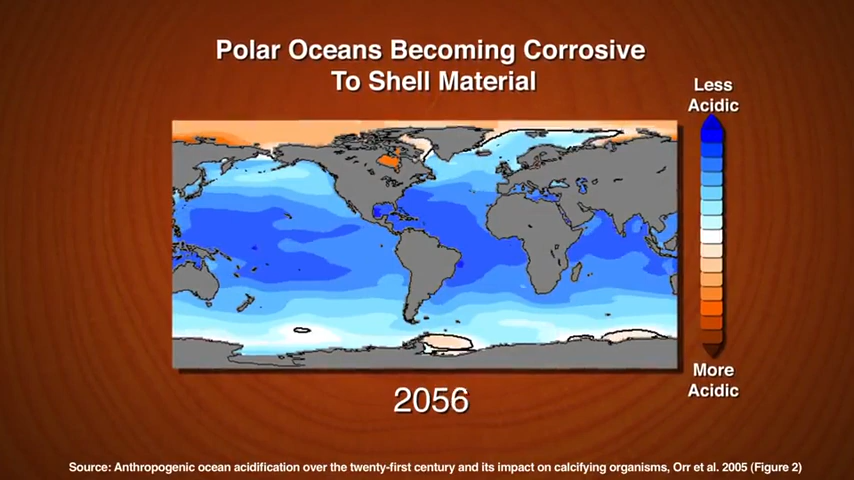 Polar Oceans Becoming Corrosive
To Shell Material
Less
Acidic
More
Acidic
2056
Source: Anthropogenic ocean acidification over the twenty-first century and its impact on calcifying organisms, Orr et al. 2005 (Figure 2)